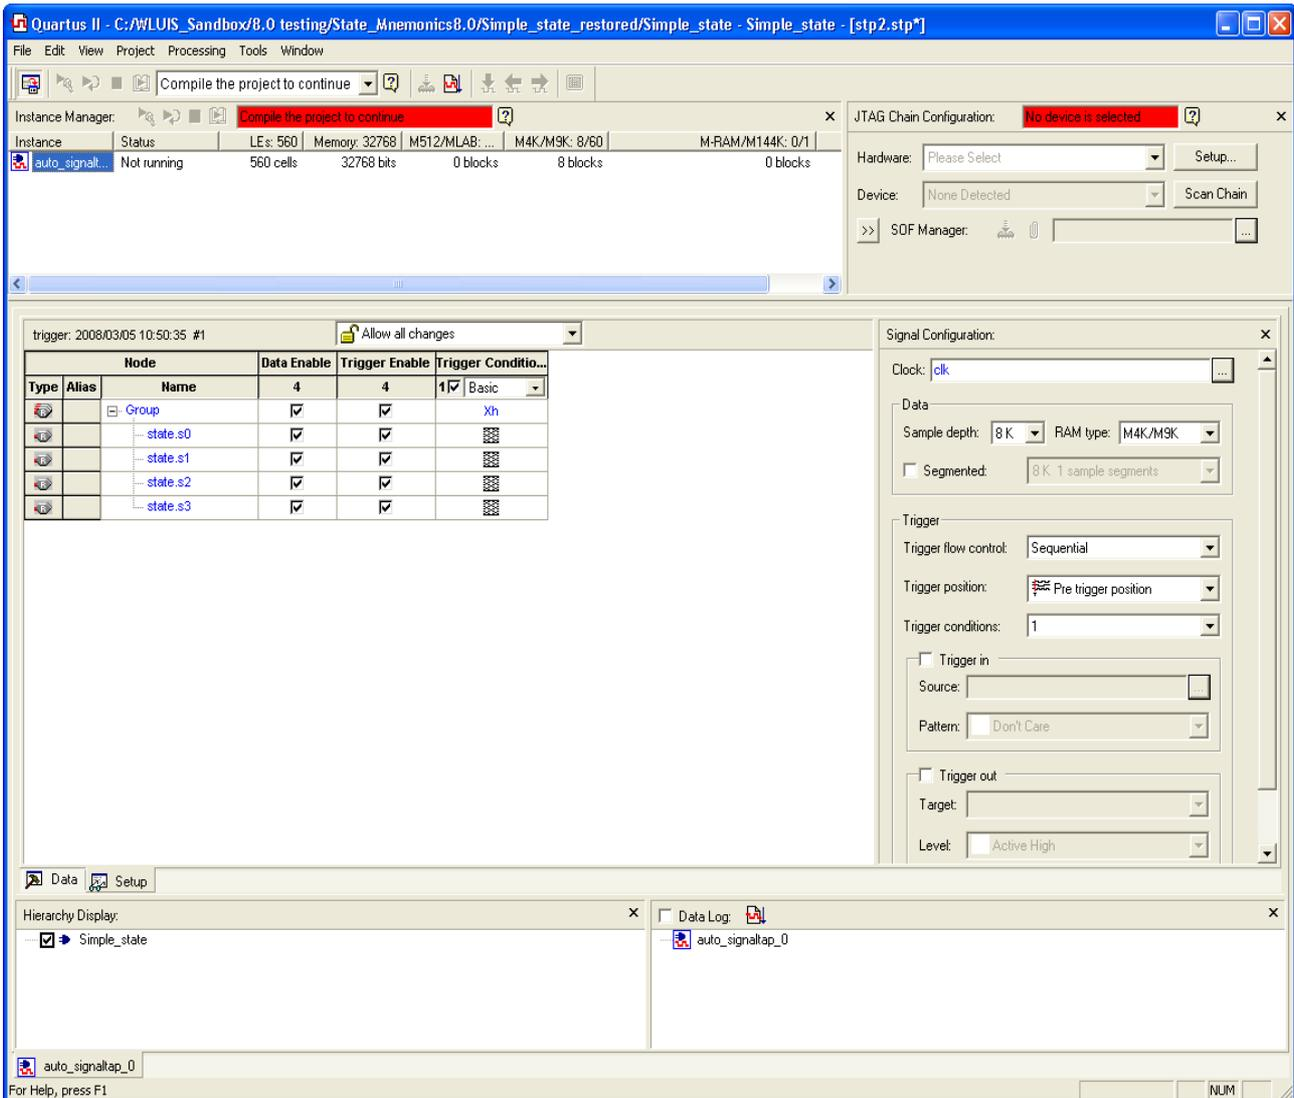 Quartus II - C:/WLUIS_Sandbox/8.0 testing/State_Mnemonics8.0/Simple_state_restored/Simple_state - Simple_state - [stp2.stp*]
File Edit View Project Processing Tools Window
Compile the project to continue
Instance Manager: Compile the project to continue
Instance Status LEs: 560 Memory: 32768 M512/MLAB: ... M4K/M9K: 8/60 M-RAM/M144K: 0/1
auto_signalt... Not running 560 cells 32768 bits 0 blocks 8 blocks 0 blocks
JTAG Chain Configuration: No device is selected
Hardware: Please Select Setup...
Device: None Detected Scan Chain
>> SOF Manager: ...
trigger: 2008/03/05 10:50:35 #1 Allow all changes
Node Data Enable Trigger Enable Trigger Conditio...
Type Alias Name 4 4 1 Basic
Group Xh
state.s0
state.s1
state.s2
state.s3
Signal Configuration:
Clock: clk ...
Data
Sample depth: 8 K RAM type: M4K/M9K
Segmented: 8 K 1 sample segments
Trigger
Trigger flow control: Sequential
Trigger position: Pre trigger position
Trigger conditions: 1
Trigger in
Source: ...
Pattern: Don't Care
Trigger out
Target:
Level: Active High
Data Setup
Hierarchy Display:
Simple_state
Data Log:
auto_signaltap_0
auto_signaltap_0
For Help, press F1 NUM